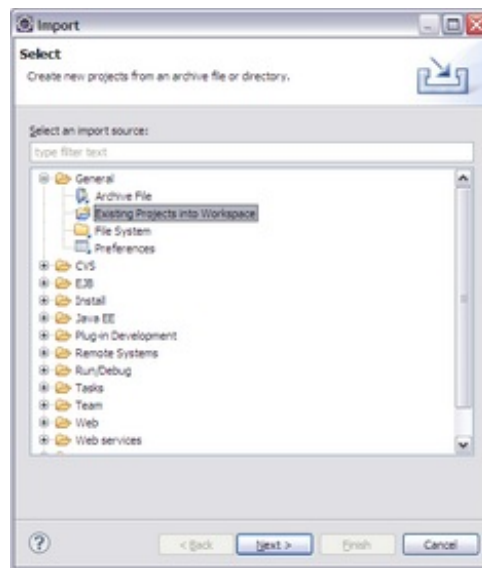 Import
Select
Create new projects from an archive file or directory.
Select an import source:
type filter text
General
Archive File
Existing Projects into Workspace
File System
Preferences
CVS
EJB
Install
Java EE
Plug-in Development
Remote Systems
Run/Debug
Tasks
Team
Web
Web services
? < Back Next > Finish Cancel